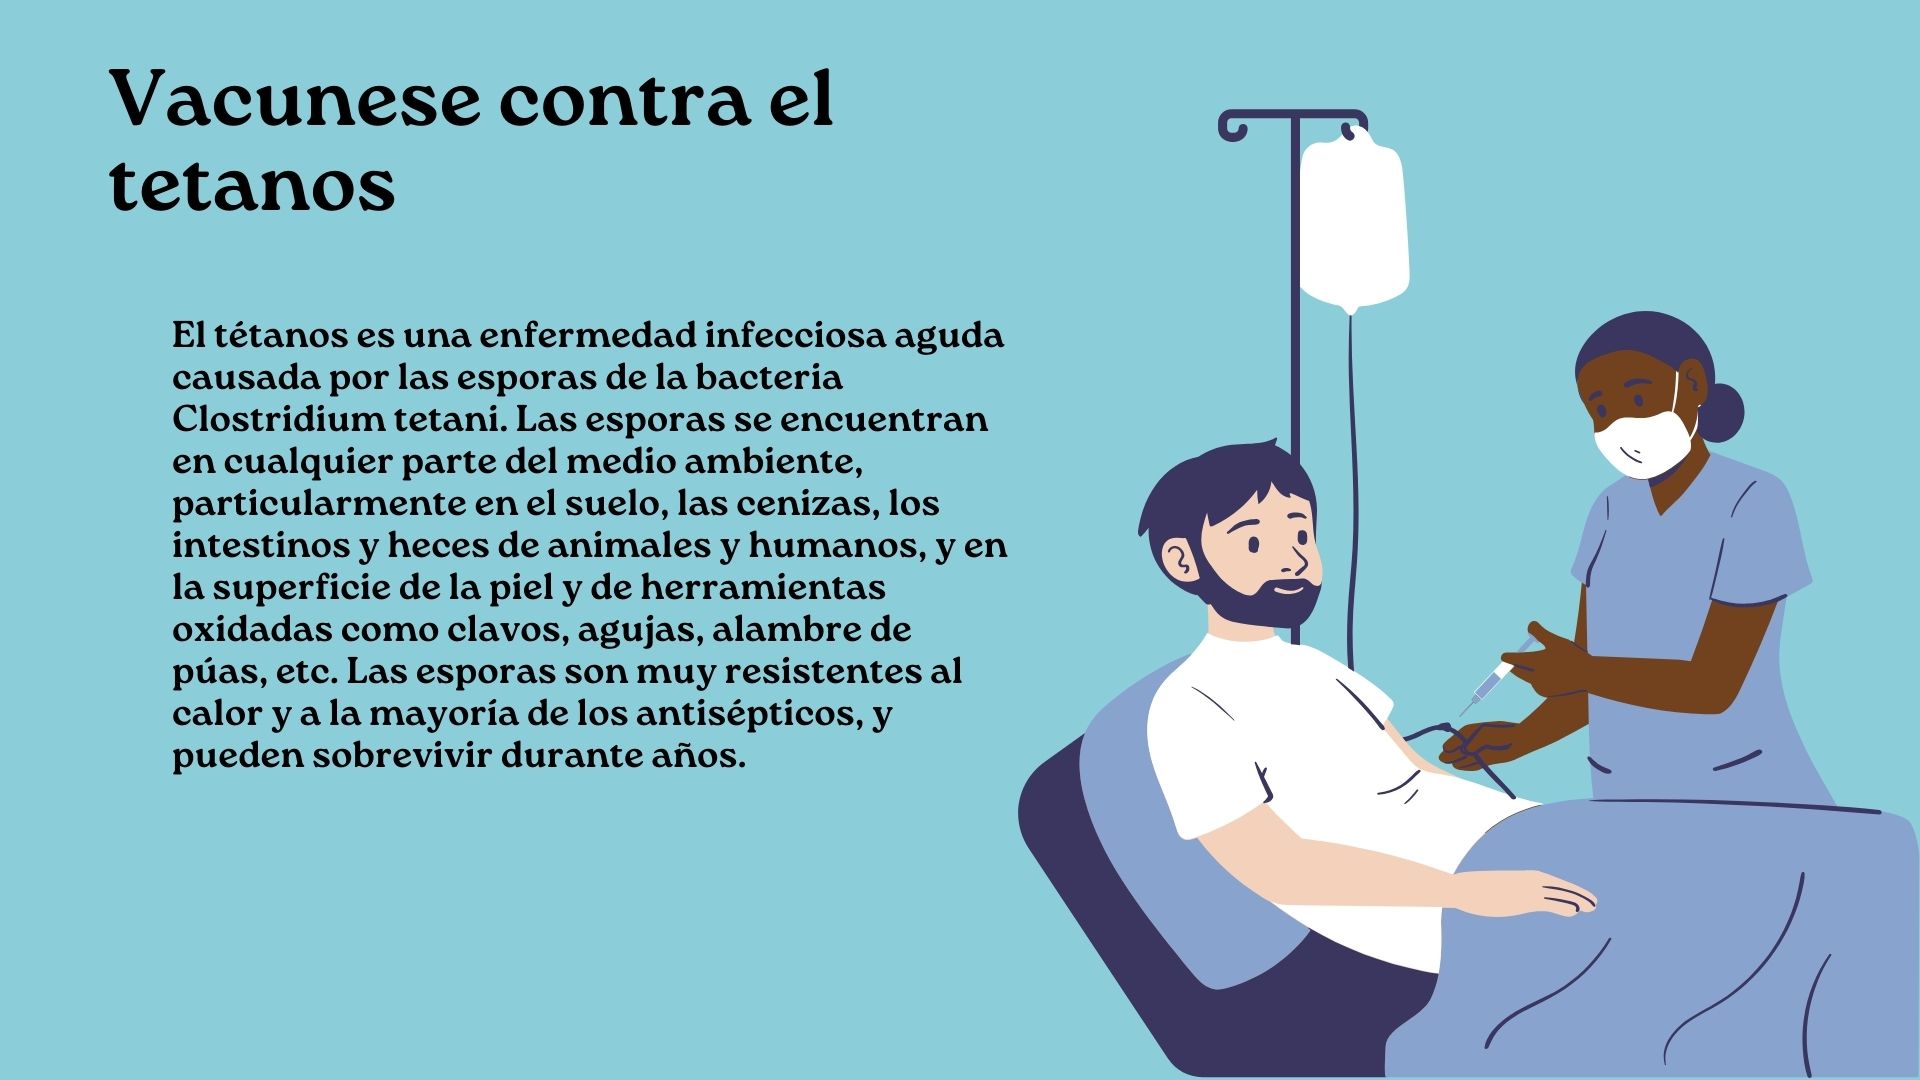 Vacunese contra el
tetanos
El tétanos es una enfermedad infecciosa aguda
causada por las esporas de la bacteria
Clostridium tetani. Las esporas se encuentran
en cualquier parte del medio ambiente,
particularmente en el suelo, las cenizas, los
intestinos y heces de animales y humanos, y en
la superficie de la piel y de herramientas
oxidadas como clavos, agujas, alambre de
púas, etc. Las esporas son muy resistentes al
calor y a la mayoría de los antisépticos, y
pueden sobrevivir durante años.